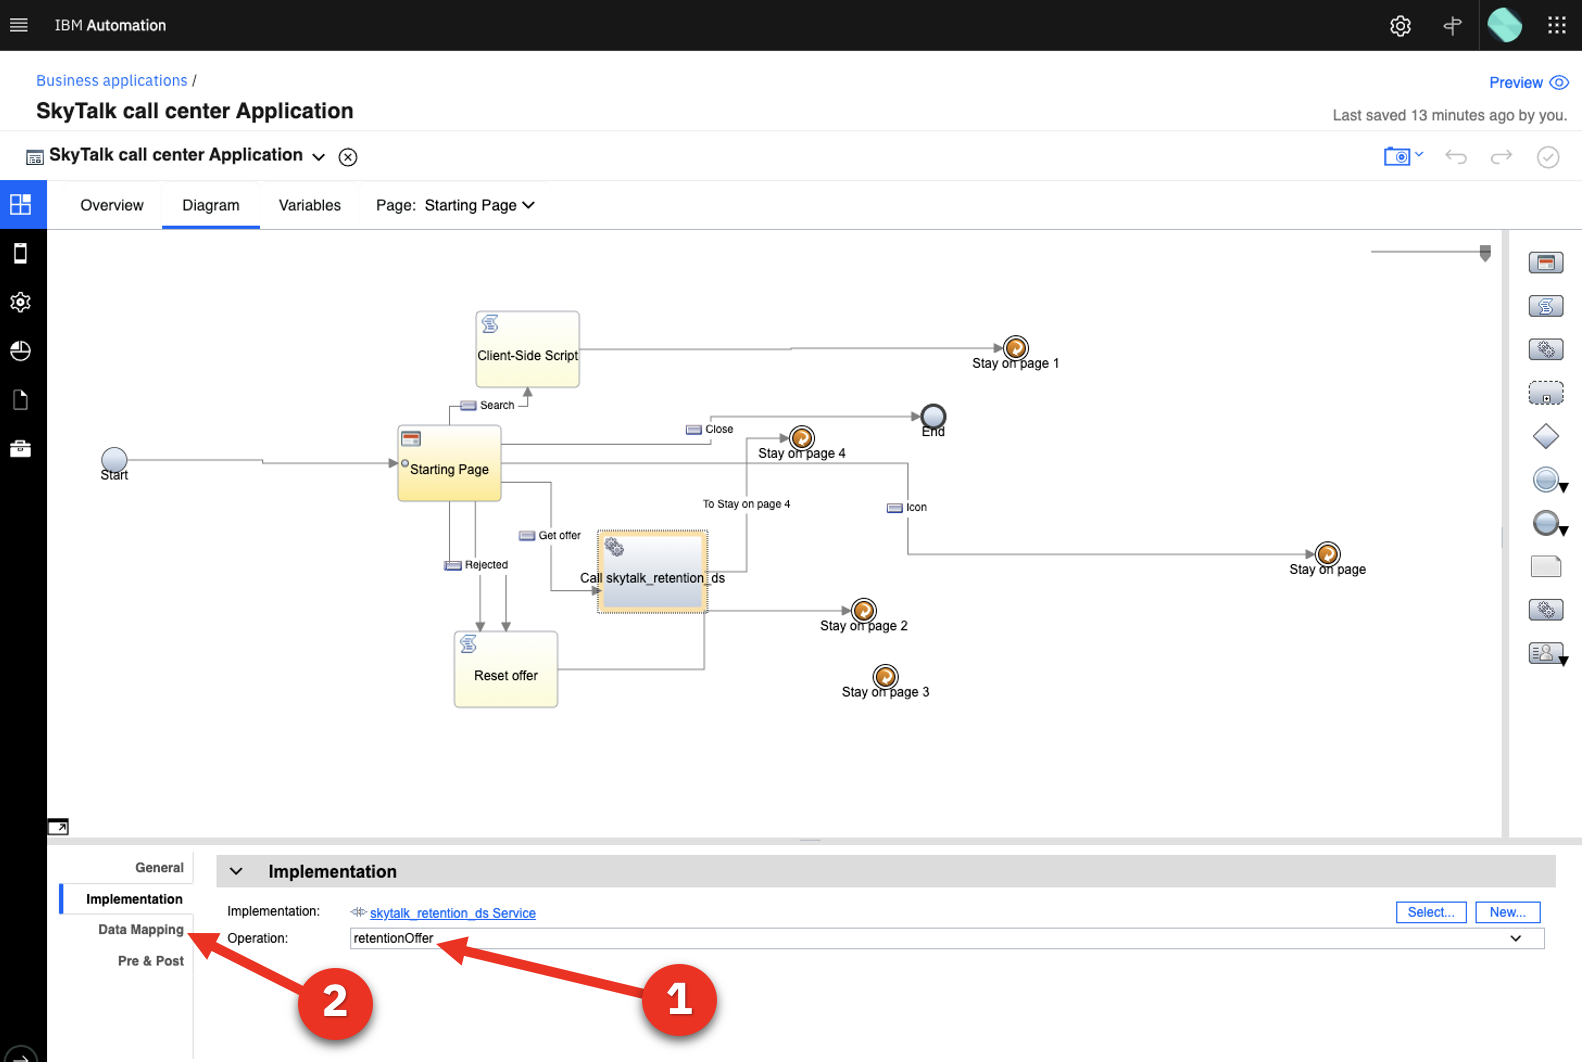 IBM Automation
Business applications /
Preview
SkyTalk call center Application
Last saved 13 minutes ago by you.
SkyTalk call center Application
Overview
Diagram
Variables
Page: Starting Page
Client-Side Script
Stay on page 1
Search
Close
End
Stay on page 4
Start
Starting Page
To Stay on page 4
Icon
Get offer
Rejected
Call skytalk_retention_ds
Stay on page
Stay on page 2
Reset offer
Stay on page 3
General
Implementation
Implementation
Implementation: skytalk_retention_ds Service
Select...
New...
Data Mapping
Operation: retentionOffer
Pre & Post
2
1